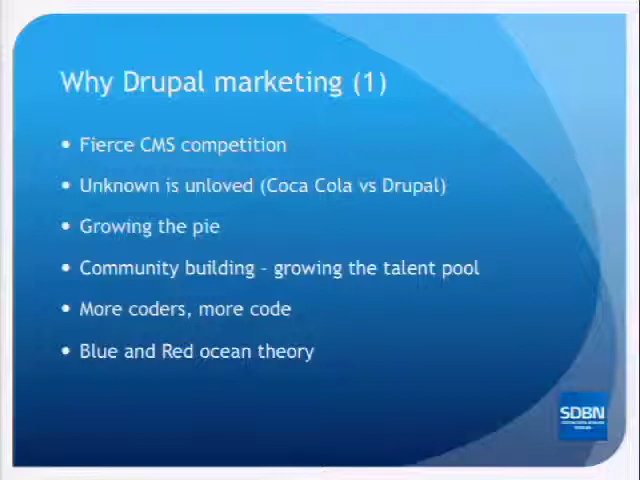 Why Drupal marketing (1)
Fierce CMS competition
Unknown is unloved (Coca Cola vs Drupal)
Growing the pie
Community building – growing the talent pool
More coders, more code
Blue and Red ocean theory
SDBN